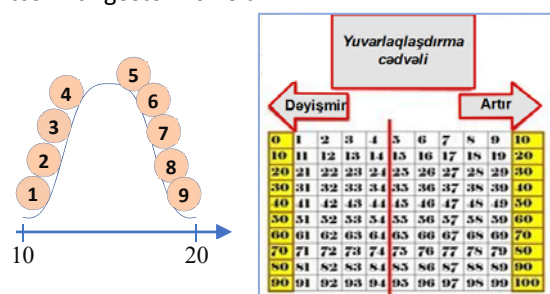 5
4 6
3 7
2 8
1 9
10 20
Yuvarlaqlaşdırma
cədvəli
Dəyişmir Artır
0 1 2 3 4 5 6 7 8 9 10
10 11 12 13 14 15 16 17 18 19 20
20 21 22 23 24 25 26 27 28 29 30
30 31 32 33 34 35 36 37 38 39 40
40 41 42 43 44 45 46 47 48 49 50
50 51 52 53 54 55 56 57 58 59 60
60 61 62 63 64 65 66 67 68 69 70
70 71 72 73 74 75 76 77 78 79 80
80 81 82 83 84 85 86 87 88 89 90
90 91 92 93 94 95 96 97 98 99 100